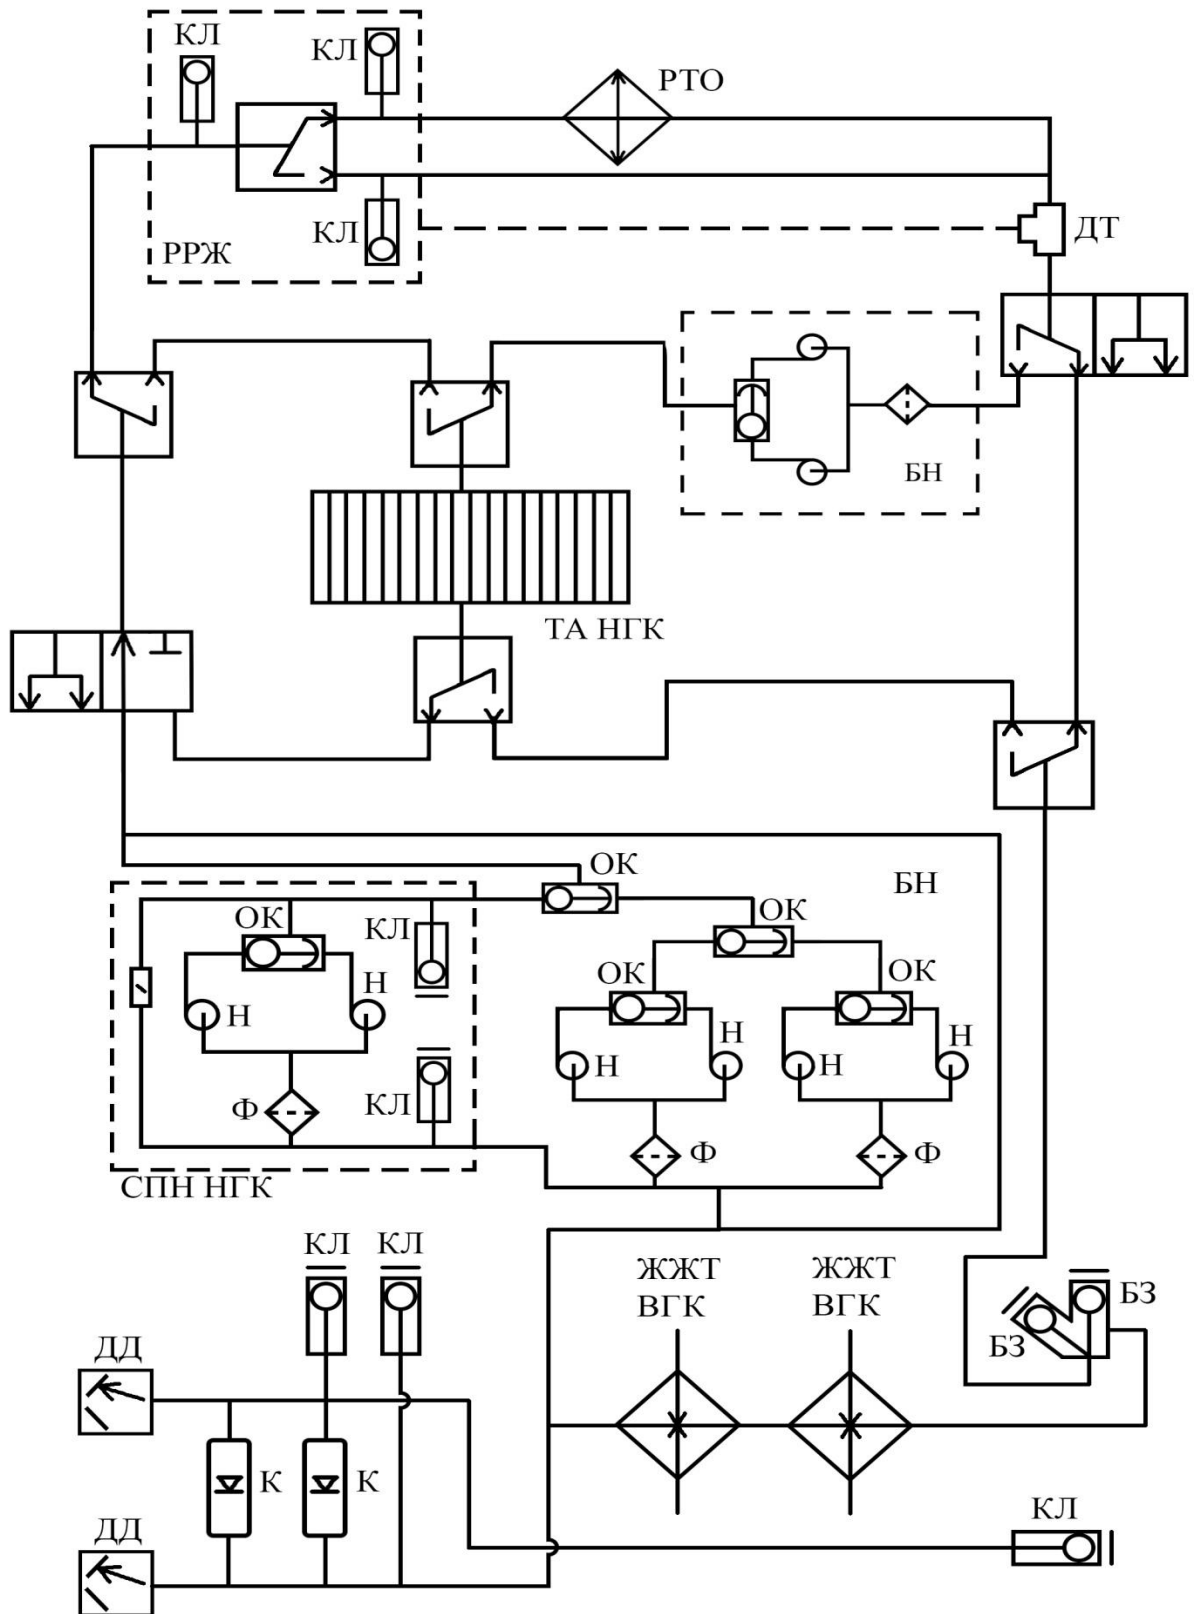 КЛ
КЛ
РТО
КЛ
РРЖ
ДТ
БН
ТА НГК
ОК
БН
ОК
КЛ
ОК
Н
ОК
ОК
Н
Н
Н
Н
Н
Ф
КЛ
Ф
Ф
СПН НГК
КЛ
КЛ
ЖЖТ
ВГК
ЖЖТ
ВГК
БЗ
БЗ
ДД
К
К
КЛ
ДД